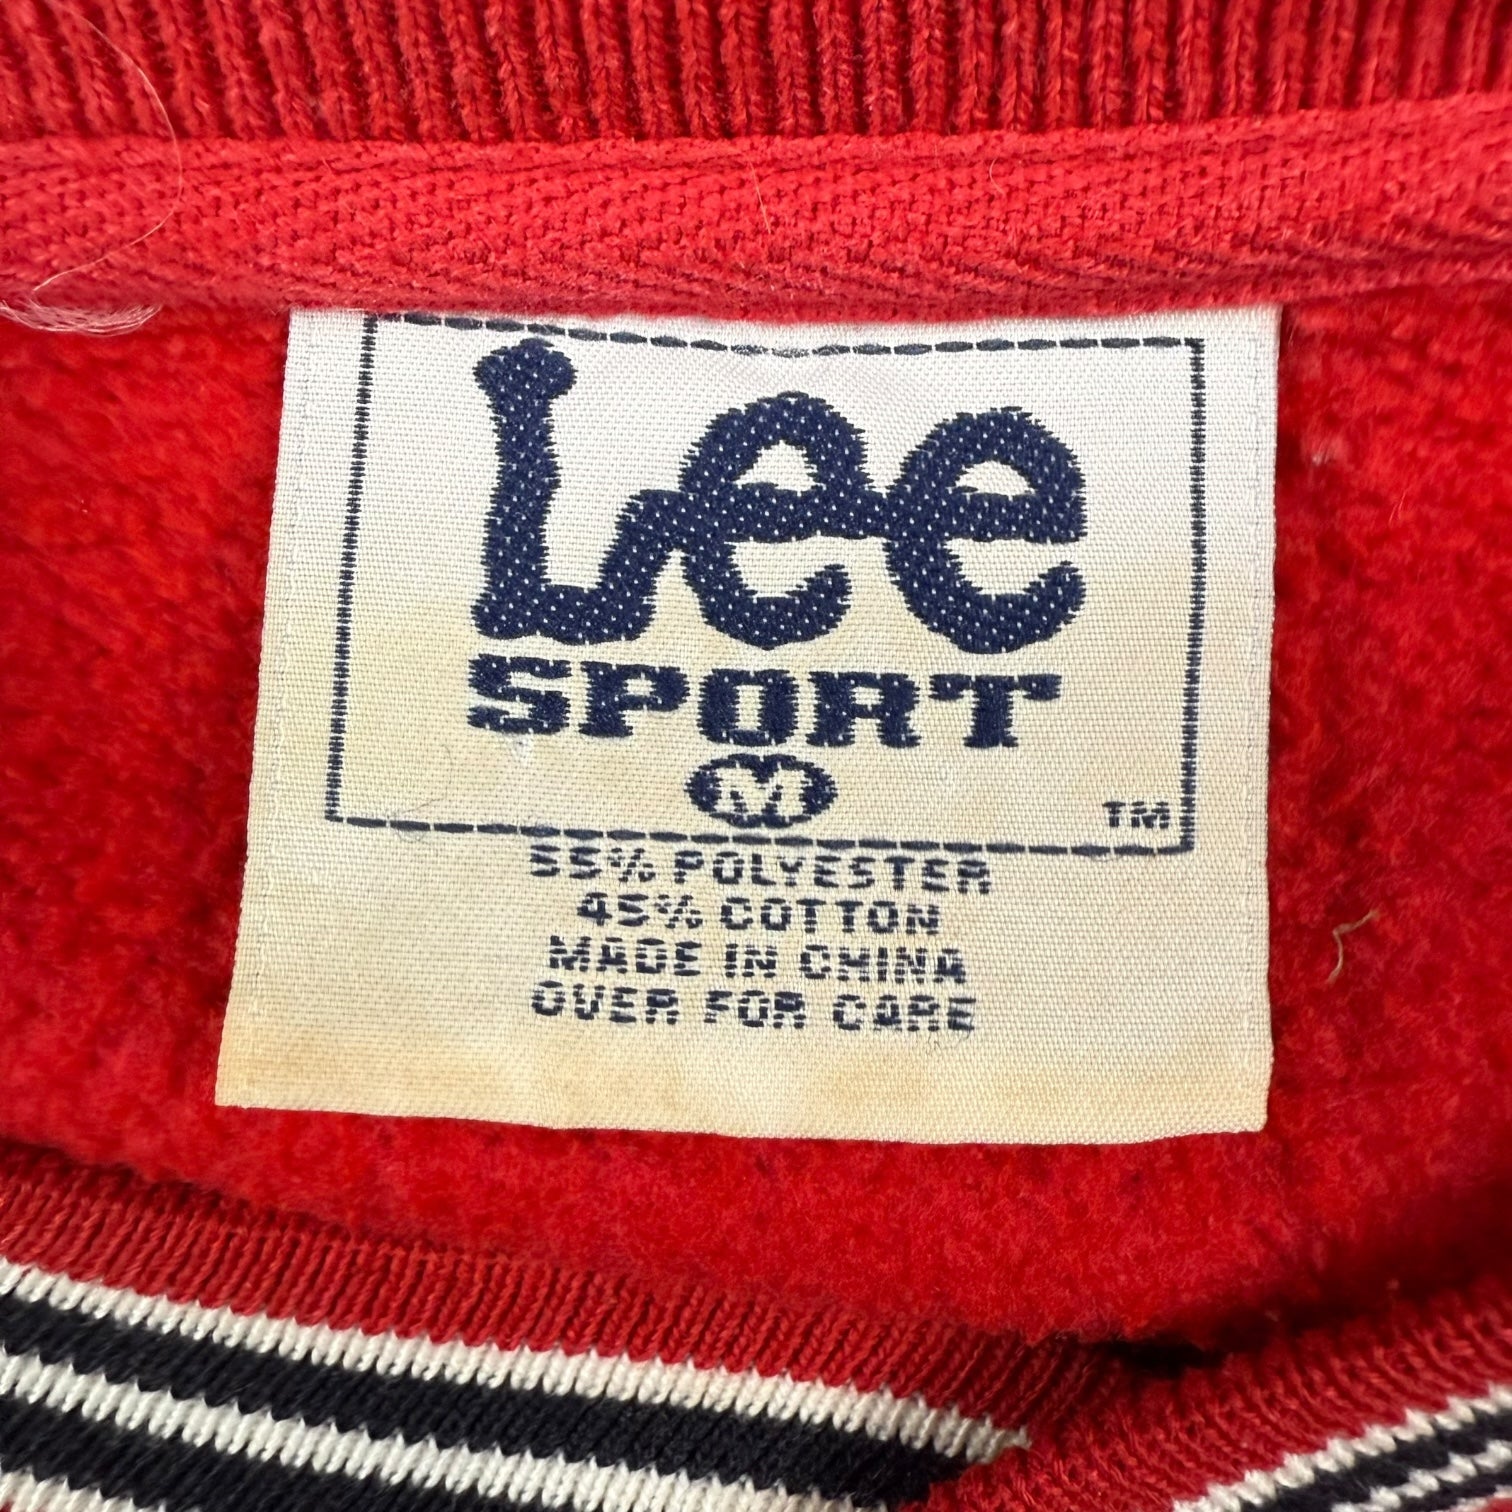 Lee
SPORT
M
TM
55% POLYESTER
45% COTTON
MADE IN CHINA
OVER FOR CARE